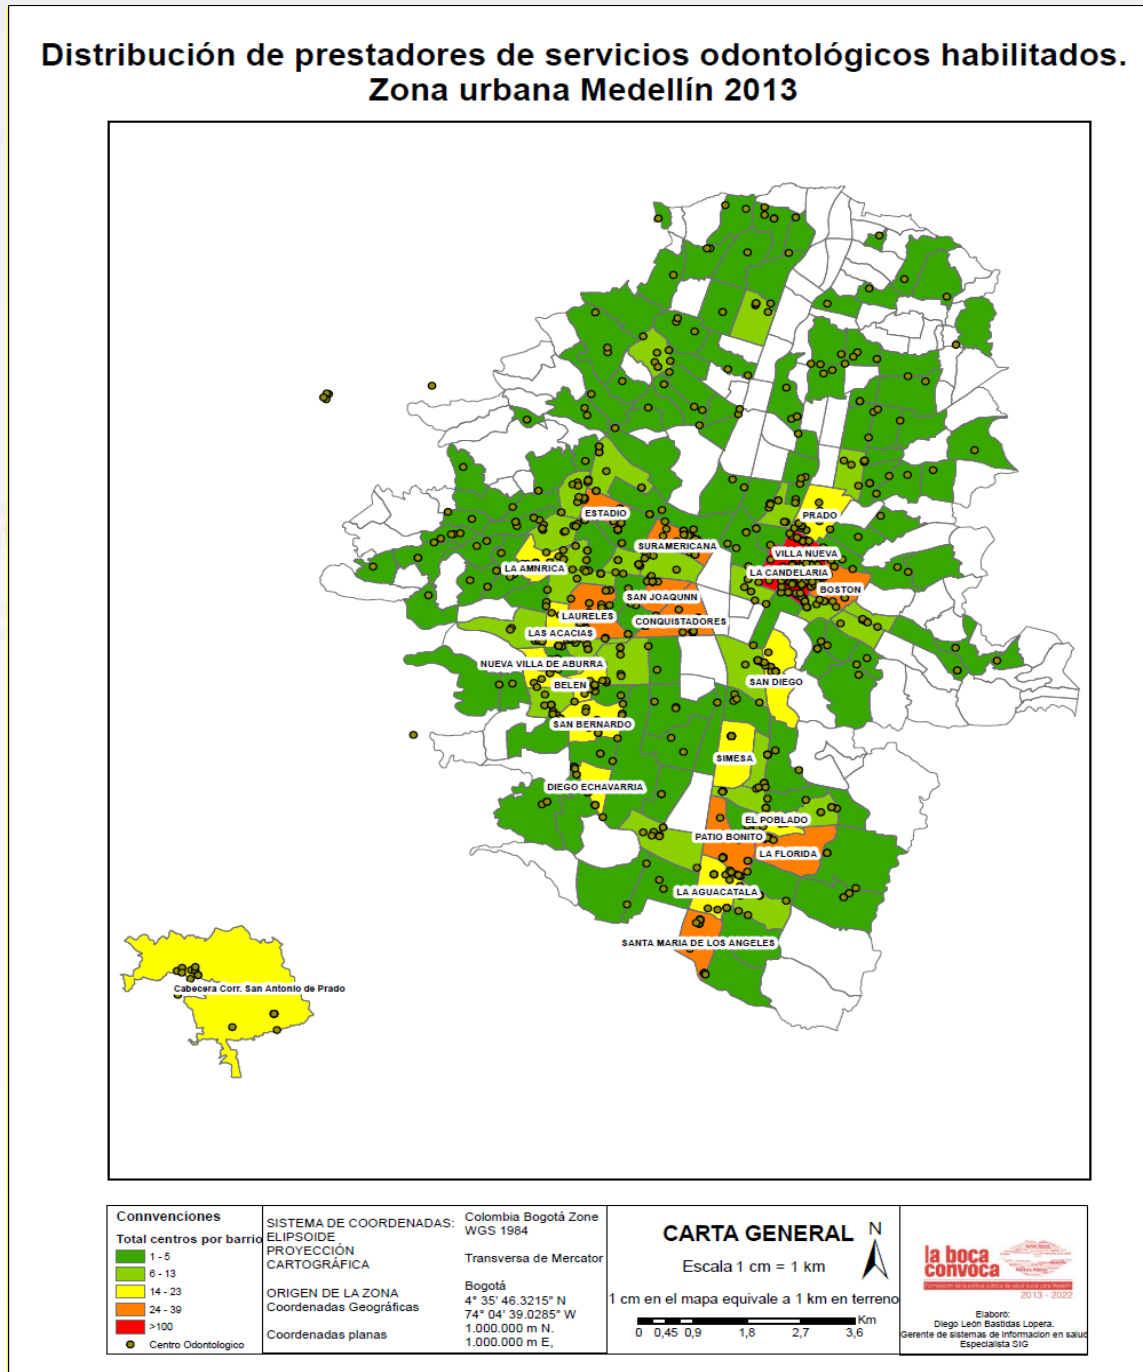 Distribución de prestadores de servicios odontológicos habilitados.
Zona urbana Medellín 2013
ESTADIO
PRADO
SURAMERICANA
VILLA NUEVA
LA AMNRICA
LA CANDELARIA
BOSTON
SAN JOAQUNN
LAURELES
CONQUISTADORES
LAS ACACIAS
NUEVA VILLA DE ABURRA
BELEN
SAN DIEGO
SAN BERNARDO
SIMESA
DIEGO ECHAVARRIA
EL POBLADO
PATIO BONITO
LA FLORIDA
LA AGUACATALA
SANTA MARIA DE LOS ANGELES
Cabecera Corr. San Antonio de Prado
Connvenciones
Total centros por barrio
1 - 5
6 - 13
14 - 23
24 - 39
>100
Centro Odontologico
SISTEMA DE COORDENADAS:
ELIPSOIDE
PROYECCIÓN
CARTOGRÁFICA
ORIGEN DE LA ZONA
Coordenadas Geográficas
Coordenadas planas
Colombia Bogotá Zone
WGS 1984
Transversa de Mercator
Bogotá
4° 35' 46.3215" N
74° 04' 39.0285" W
1.000.000 m N.
1.000.000 m E,
CARTA GENERAL
N
Escala 1 cm = 1 km
1 cm en el mapa equivale a 1 km en terreno
Km
0 0,45 0,9 1,8 2,7 3,6
la boca
convoca
2013 - 2022
Elaboró:
Diego León Bastidas Lopera.
Gerente de sistemas de informacion en salud
Especialista SIG